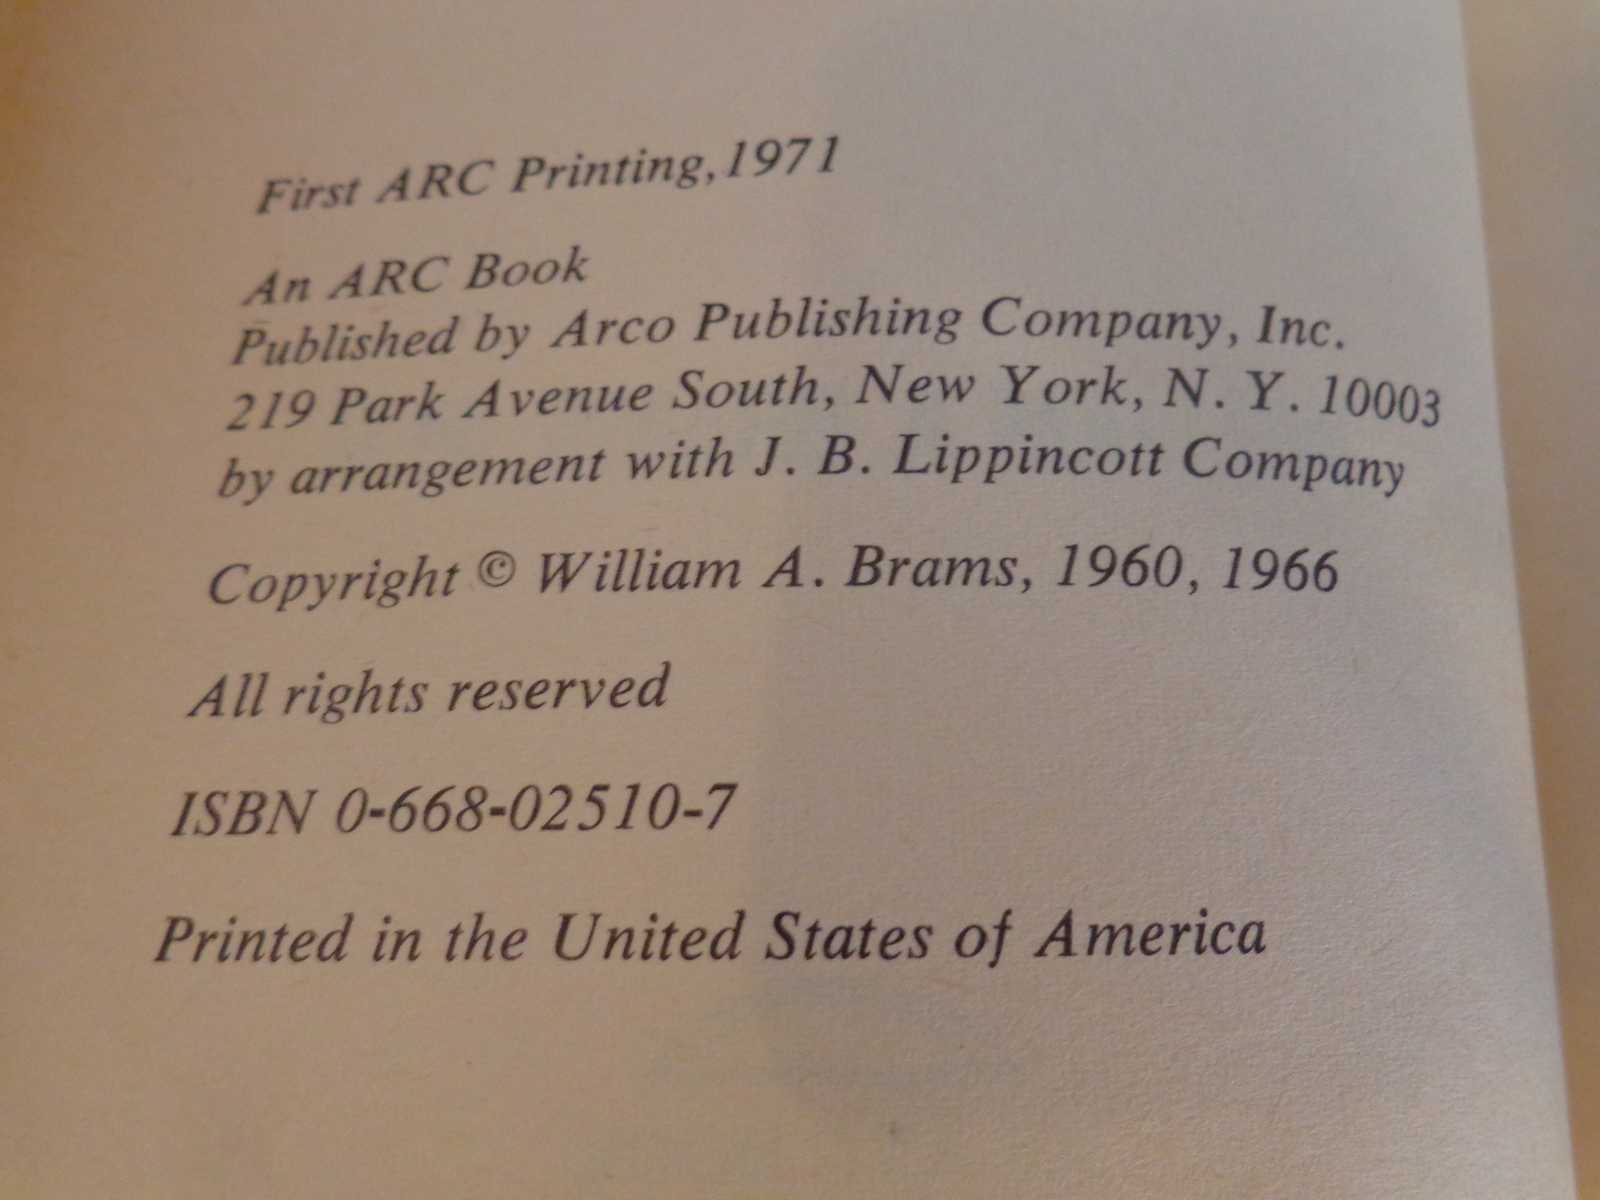 First ARC Printing, 1971
An ARC Book
Published by Arco Publishing Company, Inc.
219 Park Avenue South, New York, N. Y. 10003
by arrangement with J. B. Lippincott Company
Copyright © William A. Brams, 1960, 1966
All rights reserved
ISBN 0-668-02510-7
Printed in the United States of America